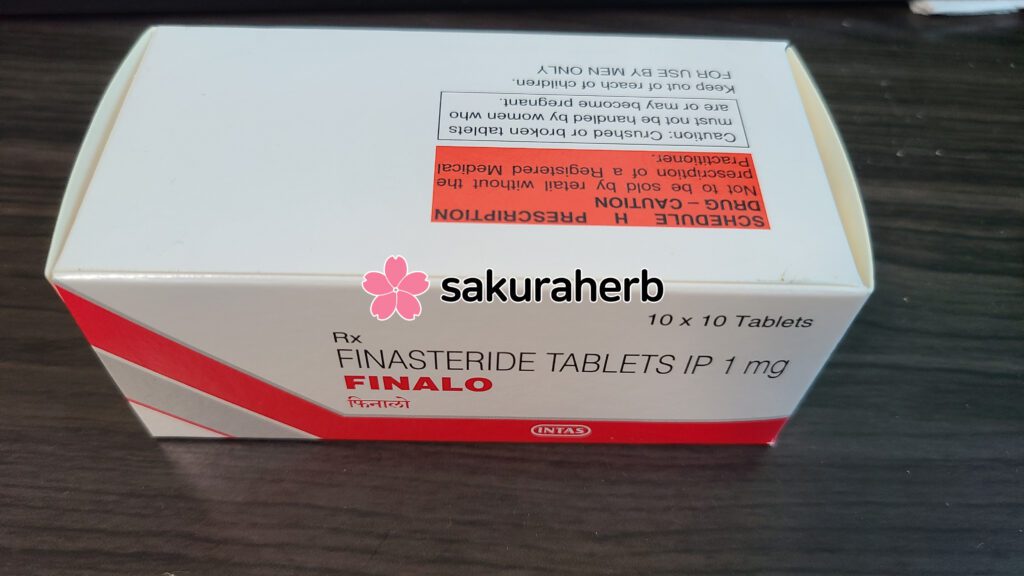 SCHEDULE H PRESCRIPTION
DRUG – CAUTION
Not to be sold by retail without the
prescription of a Registered Medical
Practitioner.
Caution: Crushed or broken tablets
must not be handled by women who
are or may become pregnant.
Keep out of reach of children.
FOR USE BY MEN ONLY
sakuraherb
10 x 10 Tablets
Rx
FINASTERIDE TABLETS IP 1 mg
FINALO
फिनालो
INTAS